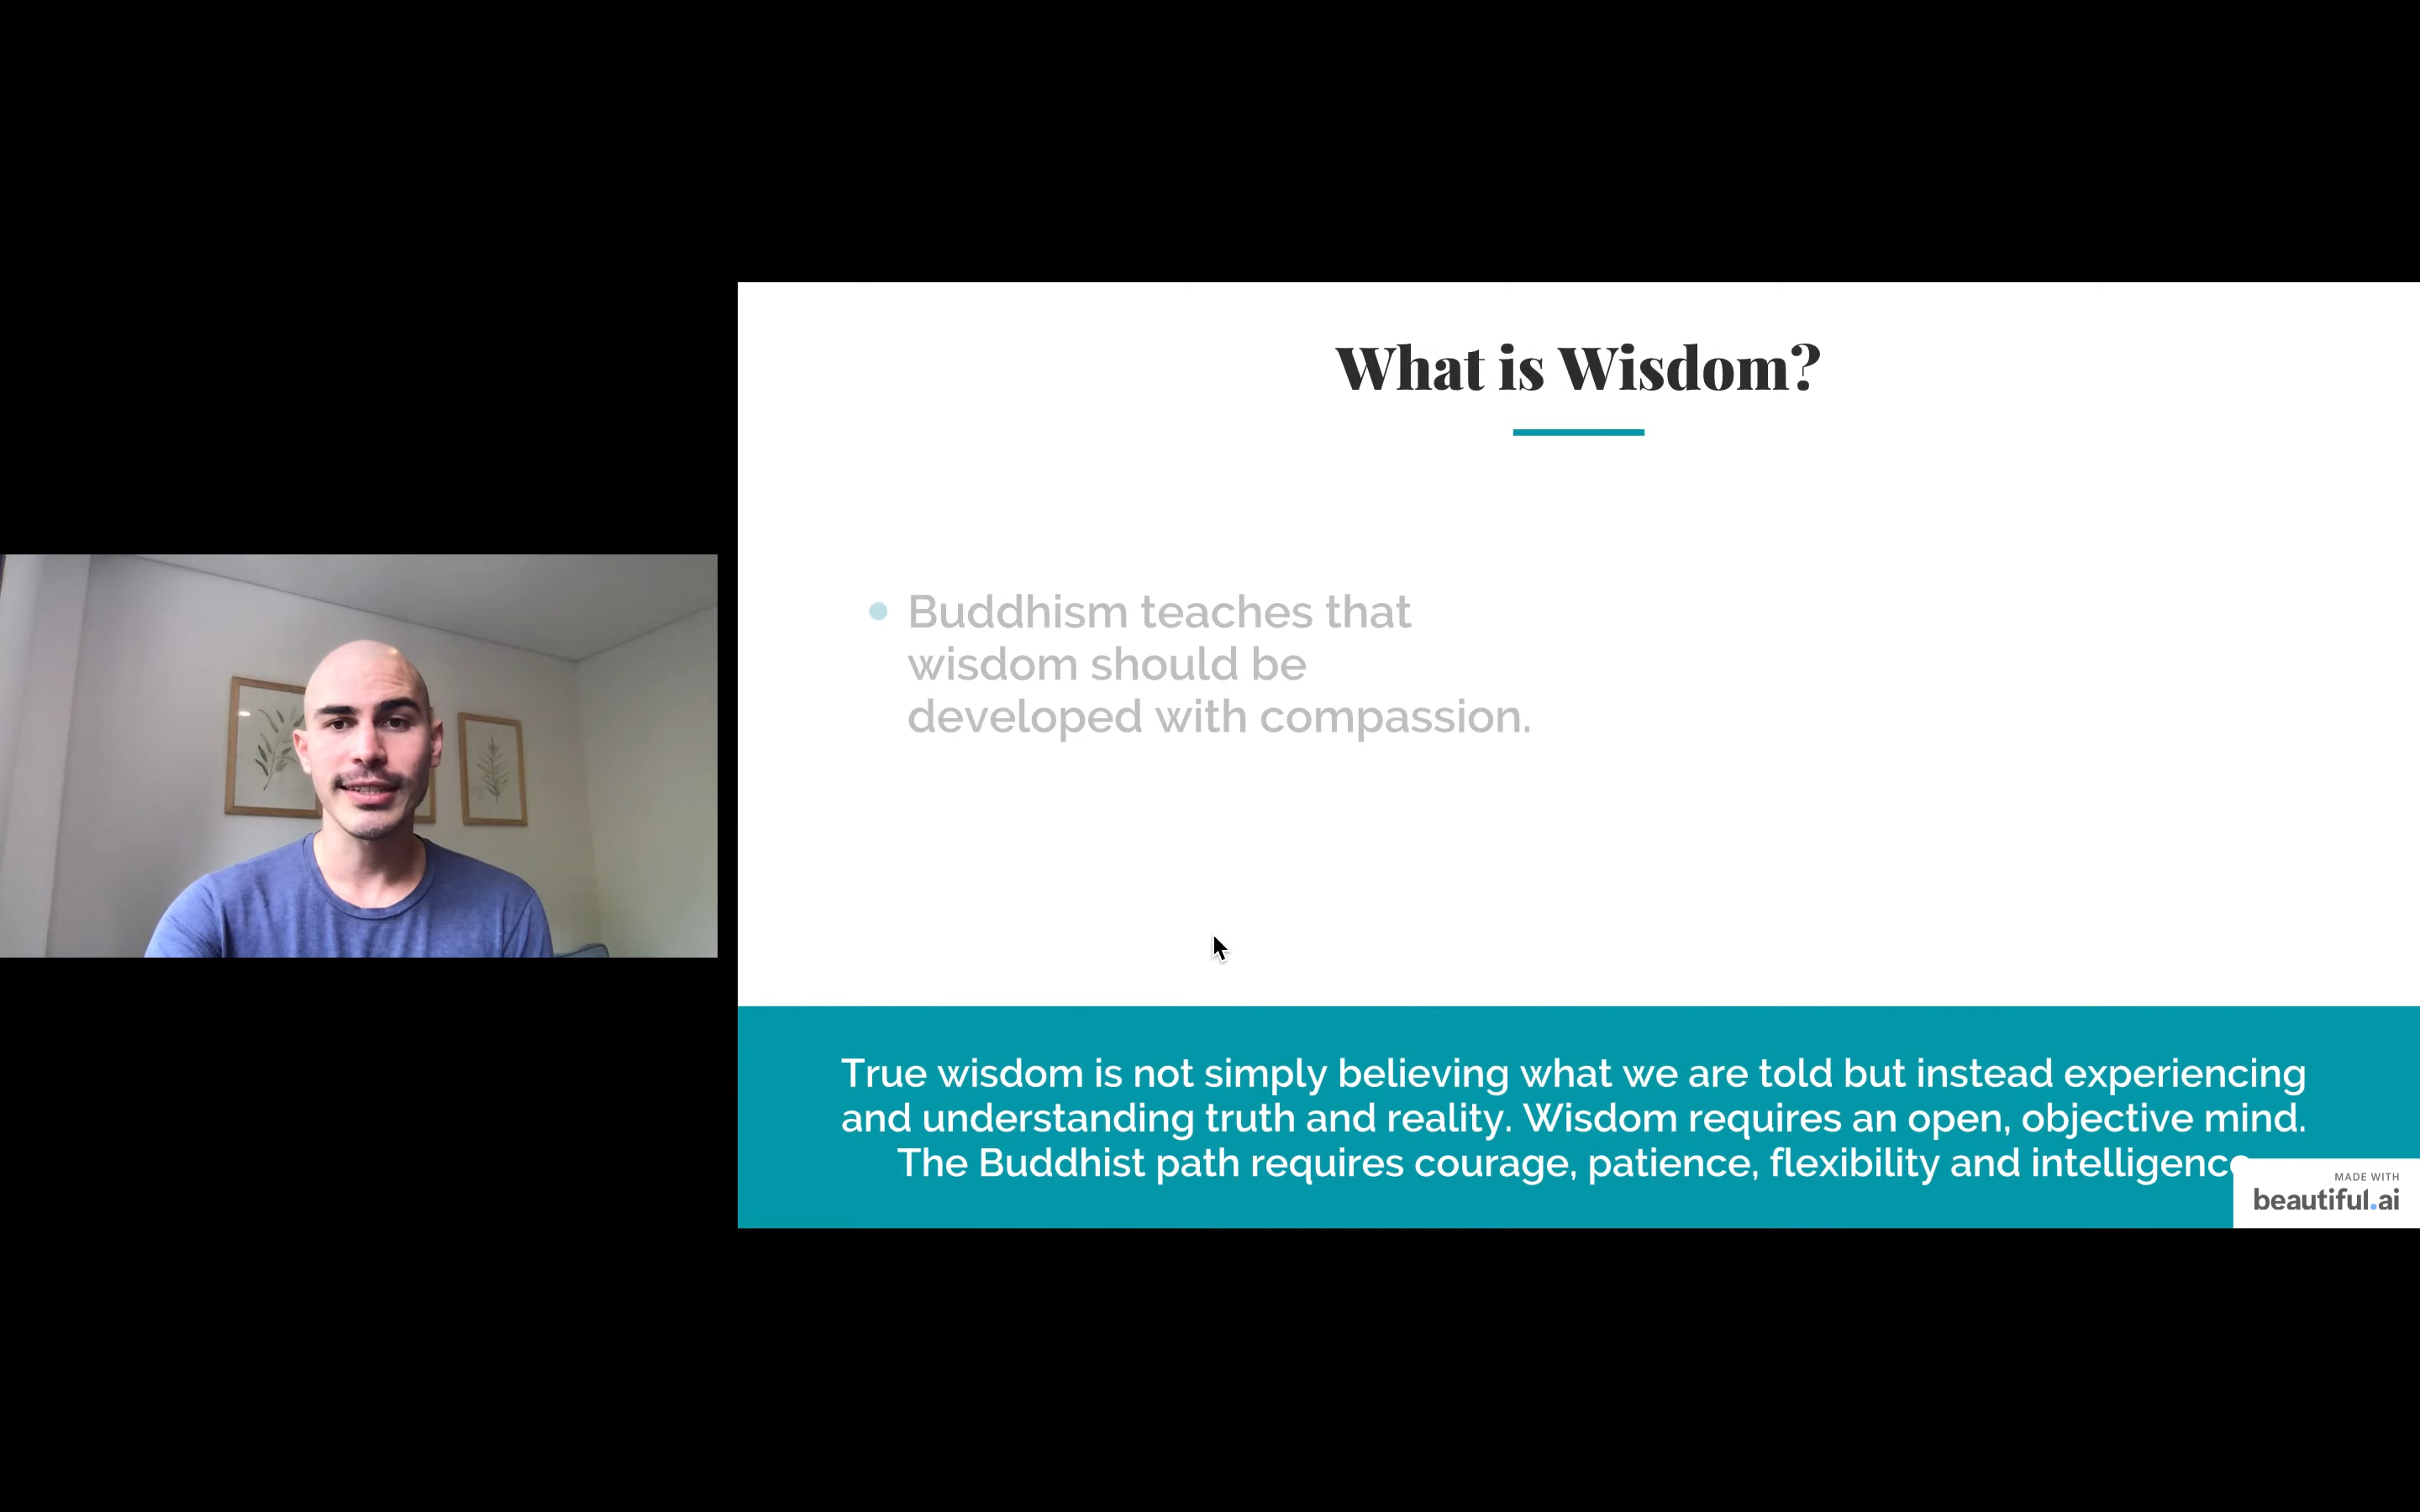 What is Wisdom?
Buddhism teaches that
wisdom should be
developed with compassion.
True wisdom is not simply believing what we are told but instead experiencing
and understanding truth and reality. Wisdom requires an open, objective mind.
The Buddhist path requires courage, patience, flexibility and intelligence
MADE WITH
beautiful.ai